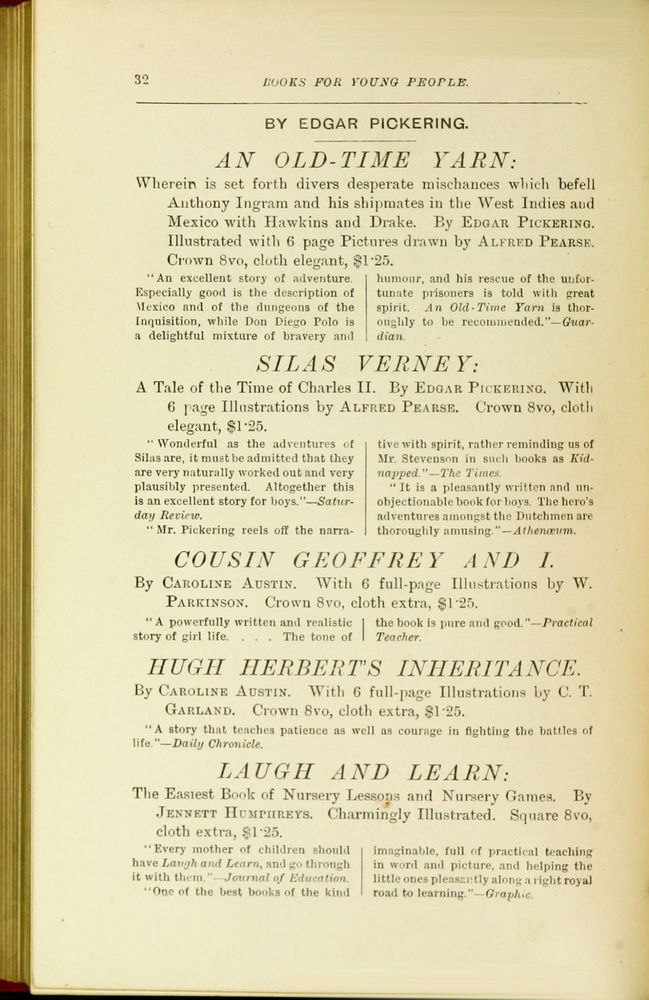 32
BOOKS FOR YOUNG PEOPLE.
BY EDGAR PICKERING.
AN OLD-TIME YARN:
Wherein is set forth divers desperate mischances which befell
Anthony Ingram and his shipmates in the West Indies and
Mexico with Hawkins and Drake. By EDGAR PICKERING.
Illustrated with 6 page Pictures drawn by ALFRED PEARSE.
Crown 8vo, cloth elegant, $1·25.
"An excellent story of adventure.
Especially good is the description of
Mexico and of the dungeons of the
Inquisition, while Don Diego Polo is
a delightful mixture of bravery and
humour, and his rescue of the unfor-
tunate prisoners is told with great
spirit. An Old-Time Yarn is thor-
oughly to be recommended."—Guar-
dian.
SILAS VERNEY:
A Tale of the Time of Charles II. By EDGAR PICKERING. With
6 page Illustrations by ALFRED PEARSE. Crown 8vo, cloth
elegant, $1·25.
"Wonderful as the adventures of
Silas are, it must be admitted that they
are very naturally worked out and very
plausibly presented. Altogether this
is an excellent story for boys."—Satur-
day Review.
"Mr. Pickering reels off the narra-
tive with spirit, rather reminding us of
Mr. Stevenson in such books as Kid-
napped."—The Times.
"It is a pleasantly written and un-
objectionable book for boys. The hero's
adventures amongst the Dutchmen are
thoroughly amusing."—Athenæum.
COUSIN GEOFFREY AND I.
By CAROLINE AUSTIN. With 6 full-page Illustrations by W.
PARKINSON. Crown 8vo, cloth extra, $1·25.
"A powerfully written and realistic
story of girl life. . . . The tone of
the book is pure and good."—Practical
Teacher.
HUGH HERBERT'S INHERITANCE.
By CAROLINE AUSTIN. With 6 full-page Illustrations by C. T.
GARLAND. Crown 8vo, cloth extra, $1·25.
"A story that teaches patience as well as courage in fighting the battles of
life."—Daily Chronicle.
LAUGH AND LEARN:
The Easiest Book of Nursery Lessons and Nursery Games. By
JENNETT HUMPHREYS. Charmingly Illustrated. Square 8vo,
cloth extra, $1·25.
"Every mother of children should
have Laugh and Learn, and go through
it with them."—Journal of Education.
"One of the best books of the kind
imaginable, full of practical teaching
in word and picture, and helping the
little ones pleasantly along a right royal
road to learning."—Graphic.